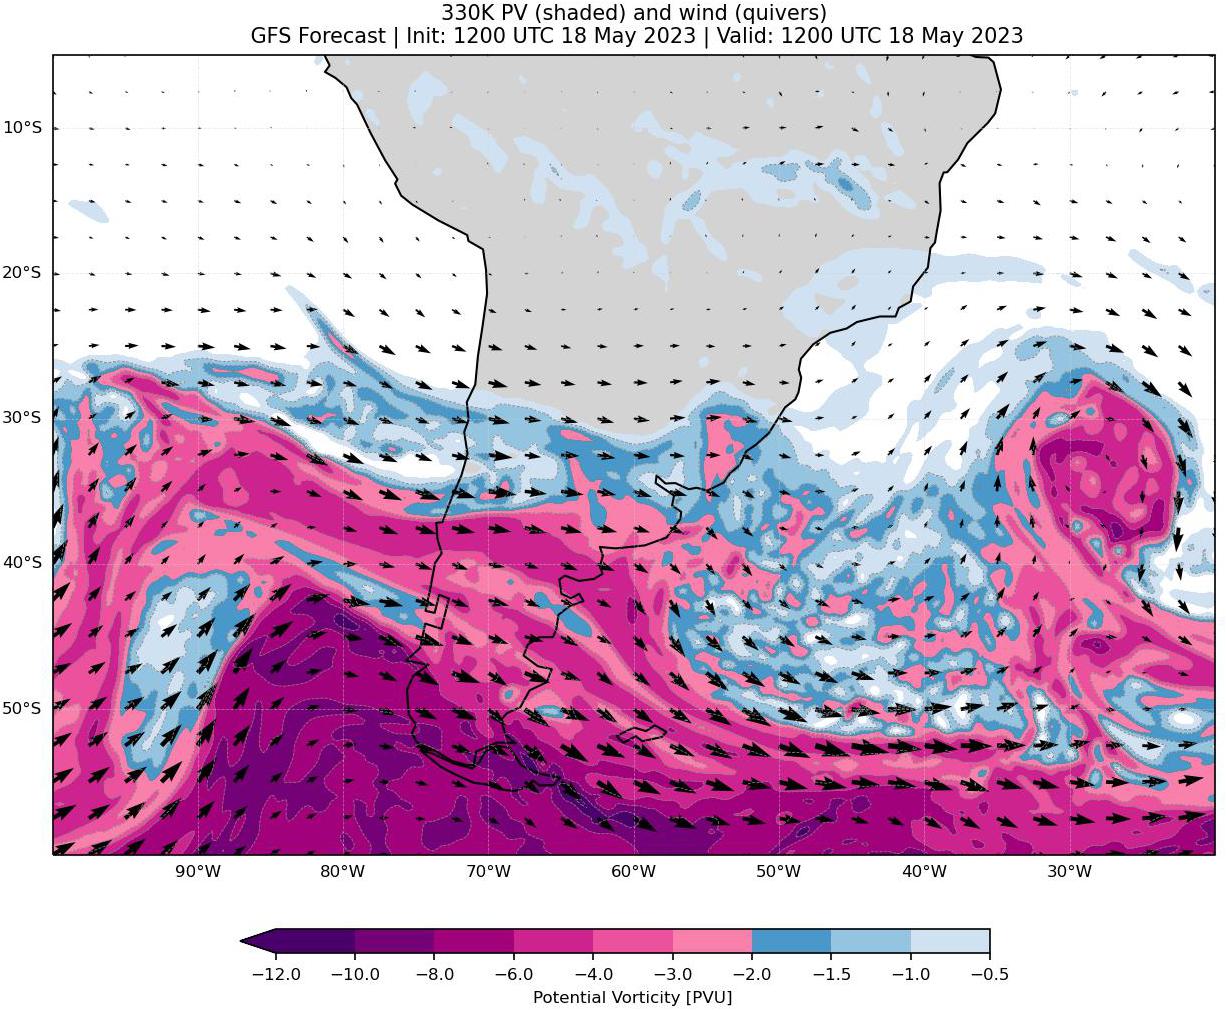 330K PV (shaded) and wind (quivers)
GFS Forecast | Init: 1200 UTC 18 May 2023 | Valid: 1200 UTC 18 May 2023
10°S
20°S
30°S
40°S
50°S
90°W 80°W 70°W 60°W 50°W 40°W 30°W
−12.0 −10.0 −8.0 −6.0 −4.0 −3.0 −2.0 −1.5 −1.0 −0.5
Potential Vorticity [PVU]